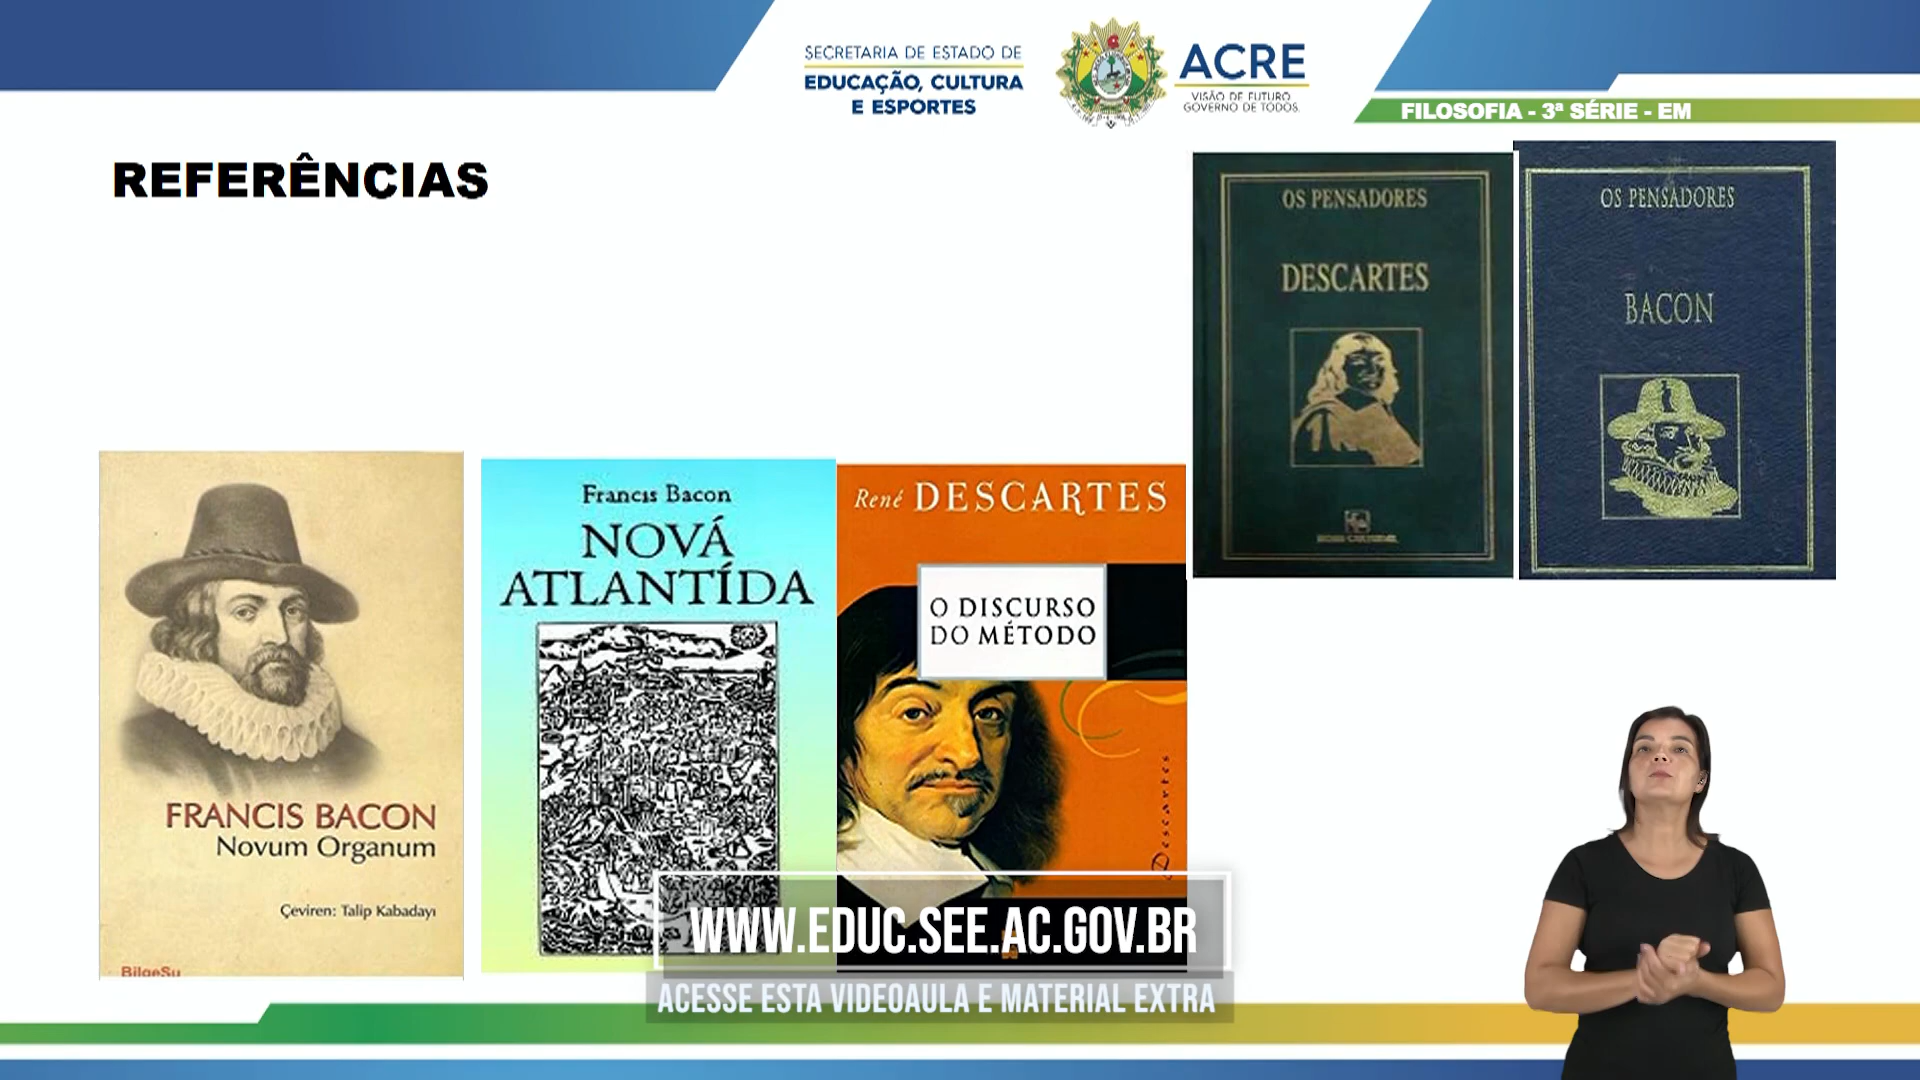 SECRETARIA DE ESTADO DE
EDUCAÇÃO, CULTURA
E ESPORTES
ACRE
VISÃO DE FUTURO
GOVERNO DE TODOS.
FILOSOFIA - 3ª SÉRIE - EM
REFERÊNCIAS
OS PENSADORES
DESCARTES
OS PENSADORES
BACON
FRANCIS BACON
Novum Organum
Çeviren: Talip Kabadayı
BilgeSu
Francis Bacon
NOVÁ
ATLANTÍDA
René DESCARTES
O DISCURSO
DO MÉTODO
Descartes
WWW.EDUC.SEE.AC.GOV.BR
ACESSE ESTA VIDEOAULA E MATERIAL EXTRA